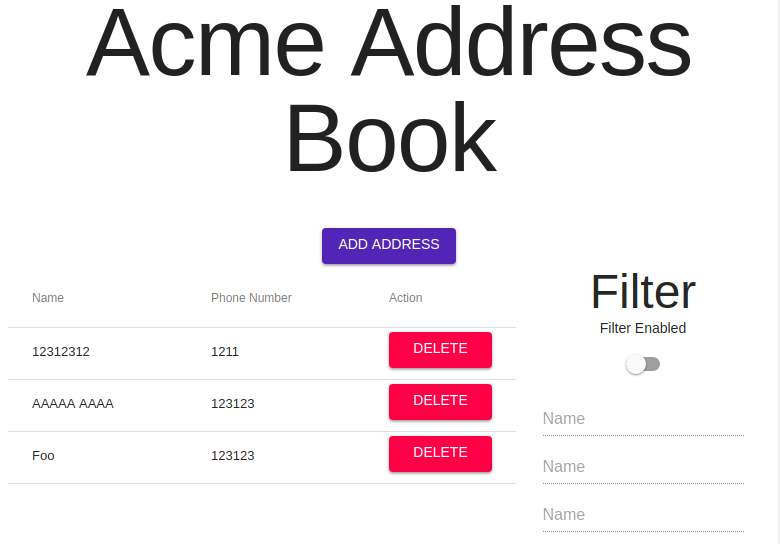 Acme Address
Book
ADD ADDRESS
Name Phone Number Action
12312312 1211 DELETE
AAAAA AAAA 123123 DELETE
Foo 123123 DELETE
Filter
Filter Enabled
Name
Name
Name